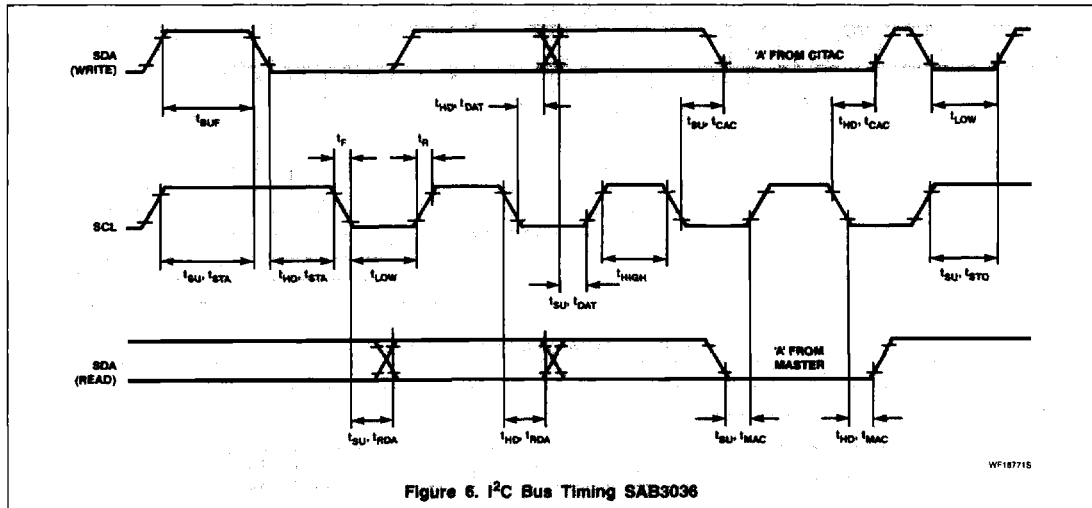 SDA
(WRITE)
'A' FROM CITAC
tHD, tDAT
tSU, tCAC
tHD, tCAC
tLOW
tBUF
tF
tR
SCL
tSU, tSTA
tHD, tSTA
tLOW
tHIGH
tSU, tSTO
tSU, tDAT
SDA
(READ)
'A' FROM
MASTER
tSU, tRDA
tHD, tRDA
tSU, tMAC
tHD, tMAC
WF18771S
Figure 6. I²C Bus Timing SAB3036